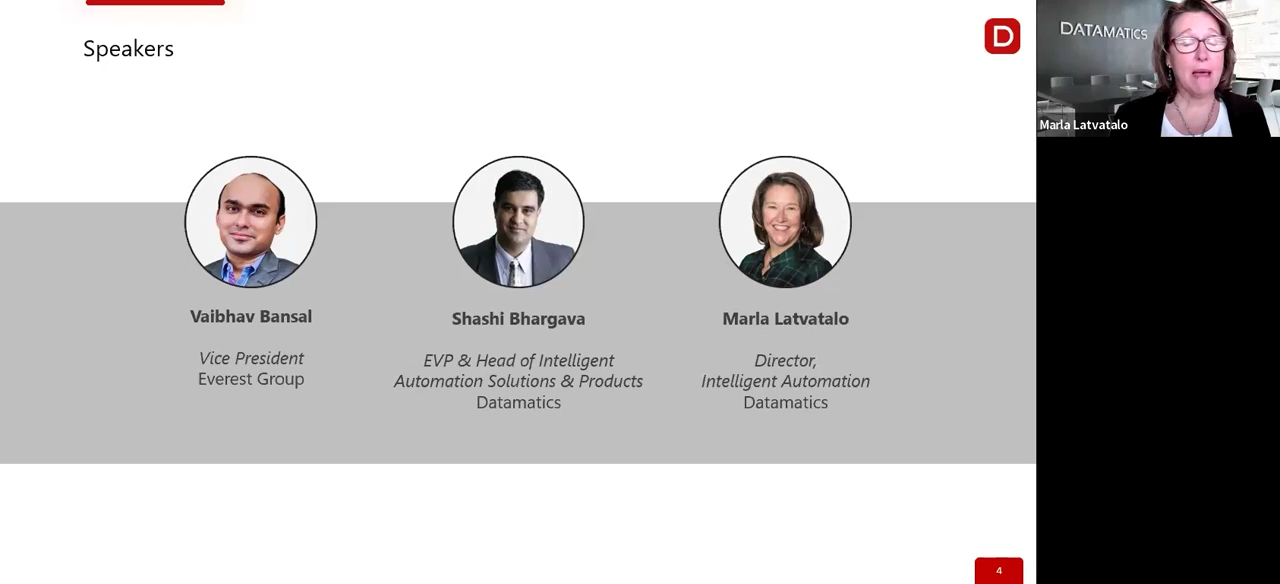 Speakers
D
DATAMATICS
Marla Latvatalo
Vaibhav Bansal
Vice President
Everest Group
Shashi Bhargava
EVP & Head of Intelligent
Automation Solutions & Products
Datamatics
Marla Latvatalo
Director,
Intelligent Automation
Datamatics
4